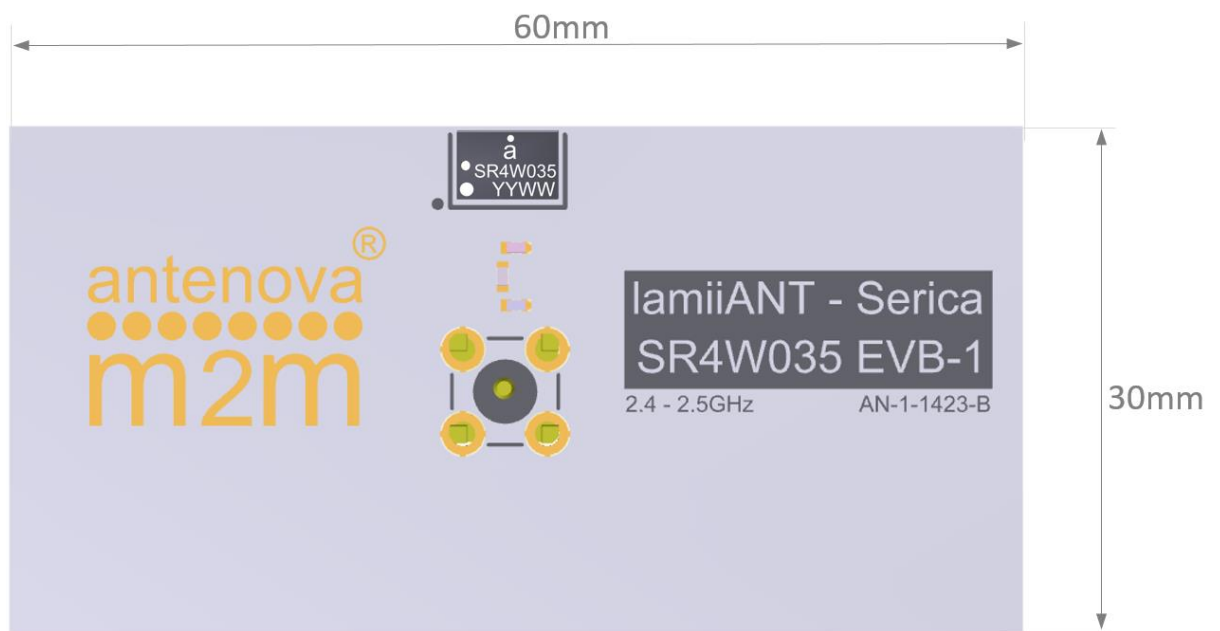 60mm
a
SR4W035
YYWW
antenova®
m2m
lamiiANT - Serica
SR4W035 EVB-1
2.4 - 2.5GHz AN-1-1423-B
30mm